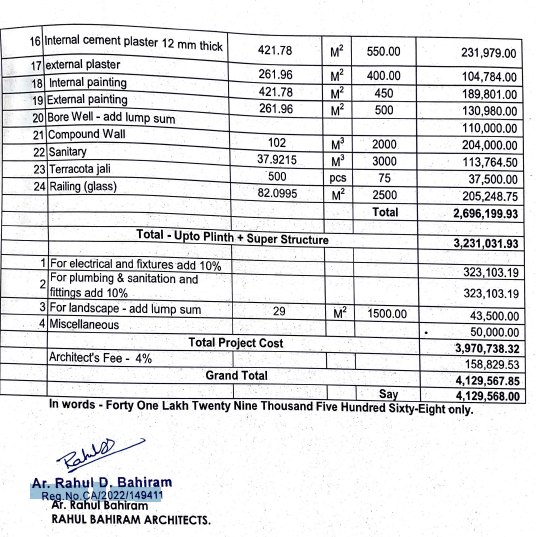 16 Internal cement plaster 12 mm thick 421.78 M² 550.00 231,979.00
17 external plaster 261.96 M² 400.00 104,784.00
18 Internal painting 421.78 M² 450 189,801.00
19 External painting 261.96 M² 500 130,980.00
20 Bore Well - add lump sum 110,000.00
21 Compound Wall 102 M³ 2000 204,000.00
22 Sanitary 37.9215 M³ 3000 113,764.50
23 Terracota jali 500 pcs 75 37,500.00
24 Railing (glass) 82.0995 M² 2500 205,248.75
Total 2,696,199.93
Total - Upto Plinth + Super Structure 3,231,031.93
1 For electrical and fixtures add 10% 323,103.19
2 For plumbing & sanitation and
fittings add 10% 323,103.19
3 For landscape - add lump sum 29 M² 1500.00 43,500.00
4 Miscellaneous 50,000.00
Total Project Cost 3,970,738.32
Architect's Fee - 4% 158,829.53
Grand Total 4,129,567.85
Say 4,129,568.00
In words - Forty One Lakh Twenty Nine Thousand Five Hundred Sixty-Eight only.
Ar. Rahul D. Bahiram
Reg.No.CA/2022/149411
Ar. Rahul Bahiram
RAHUL BAHIRAM ARCHITECTS.